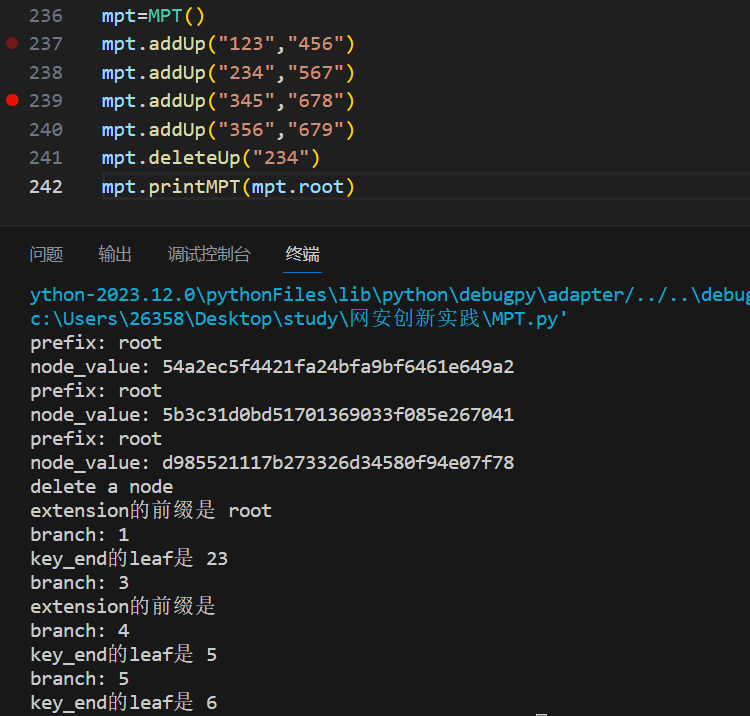 236 mpt=MPT()
237 mpt.addUp("123","456")
238 mpt.addUp("234","567")
239 mpt.addUp("345","678")
240 mpt.addUp("356","679")
241 mpt.deleteUp("234")
242 mpt.printMPT(mpt.root)
问题 输出 调试控制台 终端
ython-2023.12.0\pythonFiles\lib\python\debugpy\adapter/../..\debug
c:\Users\26358\Desktop\study\网安创新实践\MPT.py'
prefix: root
node_value: 54a2ec5f4421fa24bfa9bf6461e649a2
prefix: root
node_value: 5b3c31d0bd51701369033f085e267041
prefix: root
node_value: d985521117b273326d34580f94e07f78
delete a node
extension的前缀是 root
branch: 1
key_end的leaf是 23
branch: 3
extension的前缀是
branch: 4
key_end的leaf是 5
branch: 5
key_end的leaf是 6